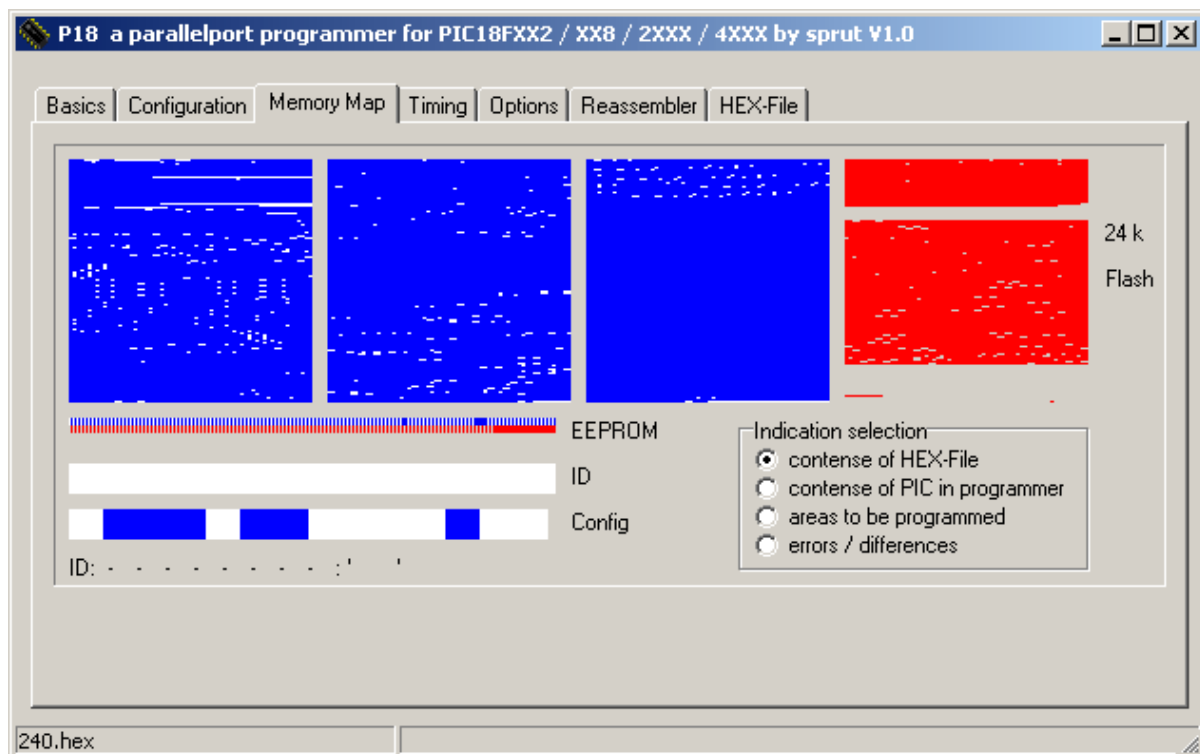 P18 a parallelport programmer for PIC18FXX2 / XX8 / 2XXX / 4XXX by sprut V1.0
Basics Configuration Memory Map Timing Options Reassembler HEX-File
24 k
Flash
EEPROM
ID
Config
ID: - - - - - - - - : ' '
Indication selection
contense of HEX-File
contense of PIC in programmer
areas to be programmed
errors / differences
240.hex